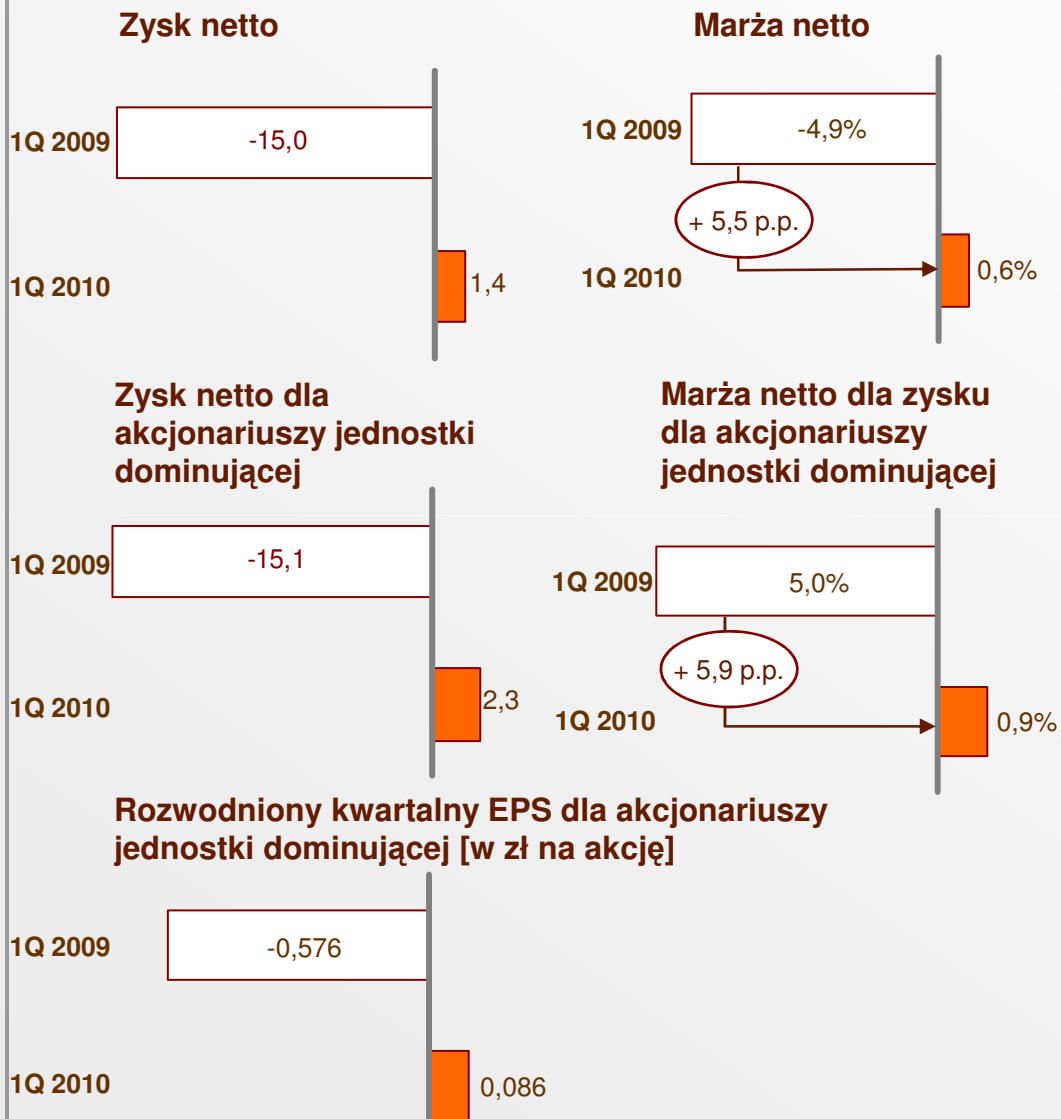 Zysk netto
1Q 2009
-15,0
1Q 2010
1,4
Marża netto
1Q 2009
-4,9%
+ 5,5 p.p.
1Q 2010
0,6%
Zysk netto dla
akcjonariuszy jednostki
dominującej
1Q 2009
-15,1
1Q 2010
2,3
Marża netto dla zysku
dla akcjonariuszy
jednostki dominującej
1Q 2009
5,0%
+ 5,9 p.p.
1Q 2010
0,9%
Rozwodniony kwartalny EPS dla akcjonariuszy
jednostki dominującej [w zł na akcję]
1Q 2009
-0,576
1Q 2010
0,086